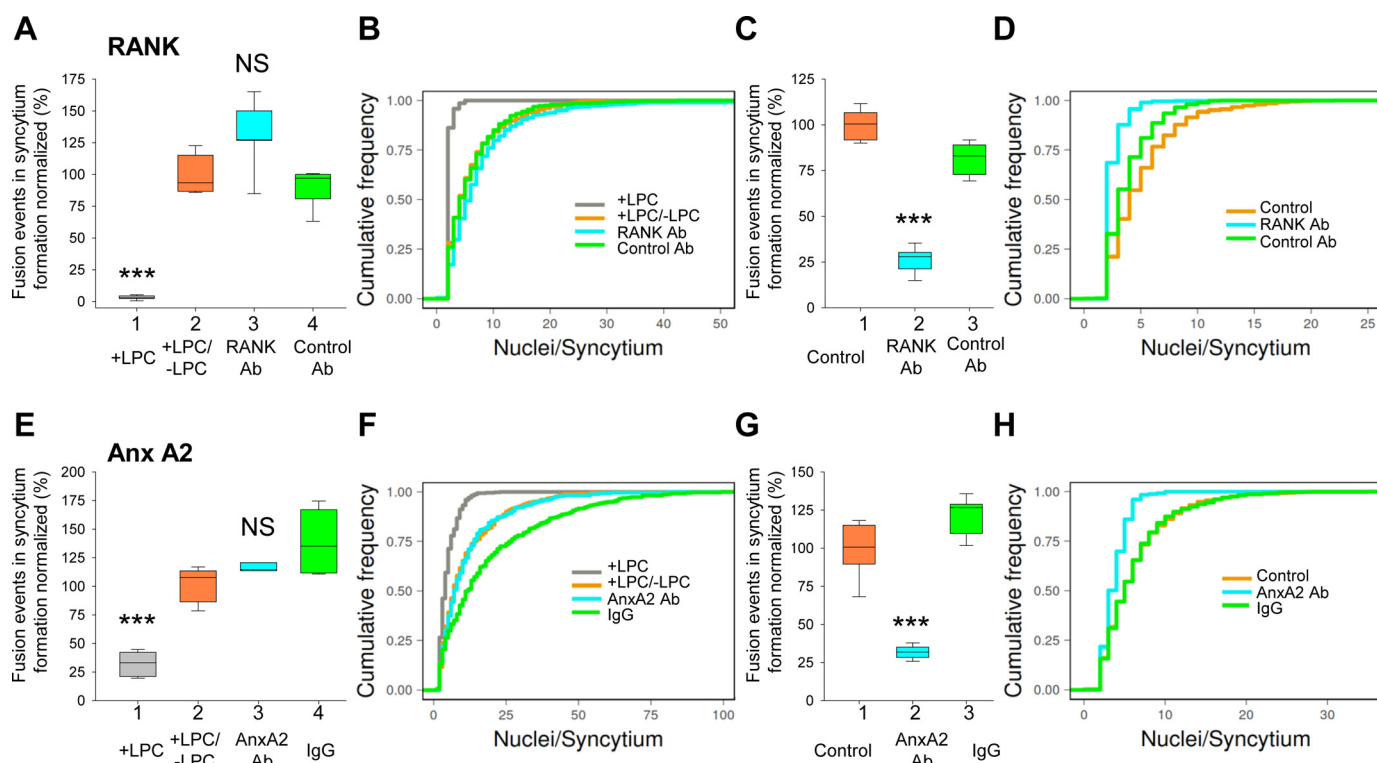 A
RANK
Fusion events in syncytium
formation normalized (%)
175
150
125
100
75
50
25
0
***
NS
1
2
3
4
+LPC
+LPC/
-LPC
RANK
Ab
Control
Ab
B
Cumulative frequency
1.00
0.75
0.50
0.25
0.00
+LPC
+LPC/-LPC
RANK Ab
Control Ab
0
10
20
30
40
50
Nuclei/Syncytium
C
Fusion events in syncytium
formation normalized (%)
125
100
75
50
25
0
***
1
2
3
Control
RANK
Ab
Control
Ab
D
Cumulative frequency
1.00
0.75
0.50
0.25
0.00
Control
RANK Ab
Control Ab
0
5
10
15
20
25
Nuclei/Syncytium
E
Anx A2
Fusion events in syncytium
formation normalized (%)
200
175
150
125
100
75
50
25
0
***
NS
1
2
3
4
+LPC
+LPC/
-LPC
AnxA2
Ab
IgG
F
Cumulative frequency
1.00
0.75
0.50
0.25
0.00
+LPC
+LPC/-LPC
AnxA2 Ab
IgG
0
25
50
75
100
Nuclei/Syncytium
G
Fusion events in syncytium
formation normalized (%)
150
125
100
75
50
25
0
***
1
2
3
Control
AnxA2
Ab
IgG
H
Cumulative frequency
1.00
0.75
0.50
0.25
0.00
Control
AnxA2 Ab
IgG
0
10
20
30
Nuclei/Syncytium